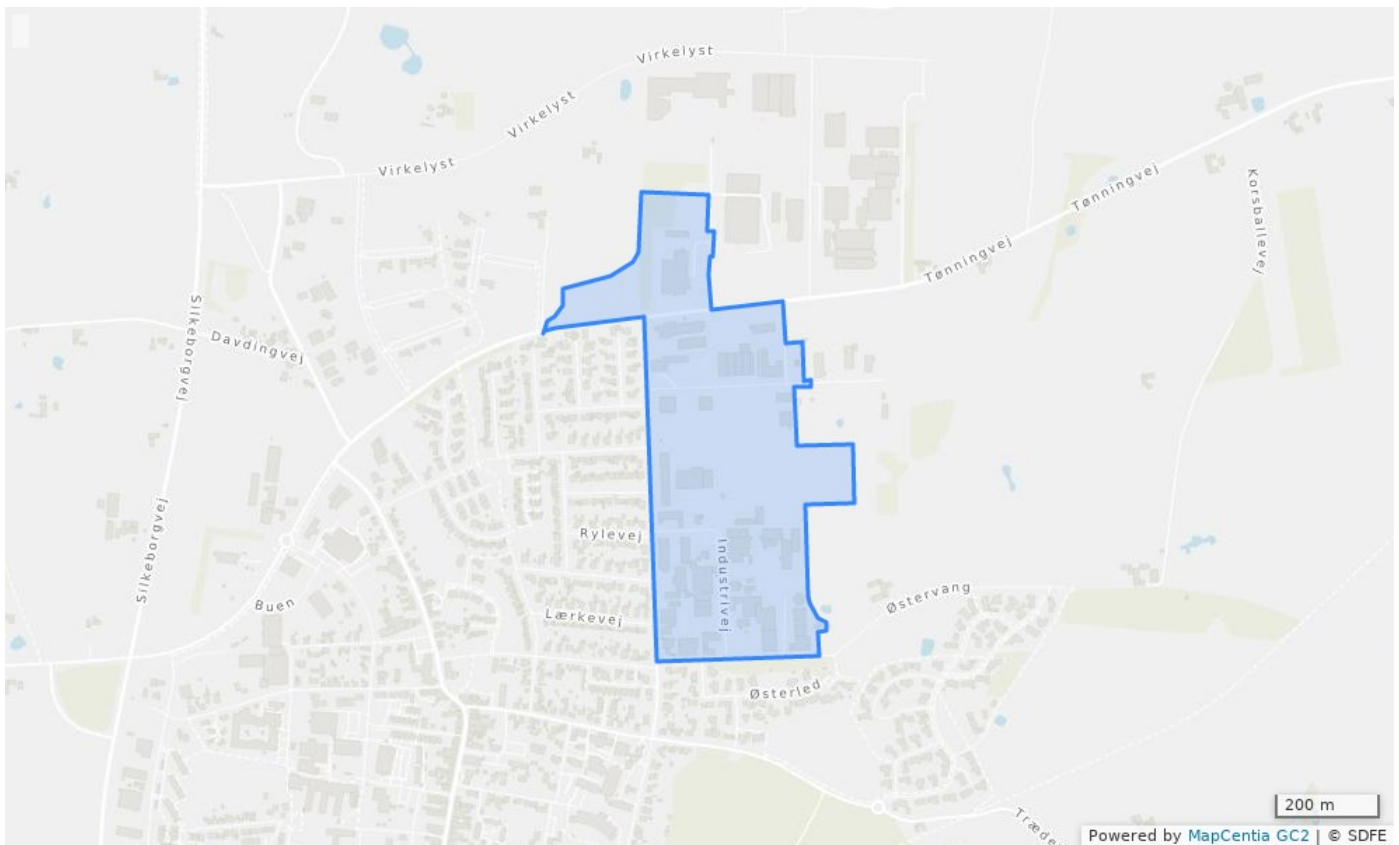 Virkelyst
Virkelyst
Virkelyst
Tønningvej
Korsballevej
Tønningvej
Silkeborgvej
Davdingvej
Silkeborgvej
Rylevej
Industrivej
Østervang
Buen
Lærkevej
Østerled
200 m
Powered by MapCentia GC2 | © SDFE